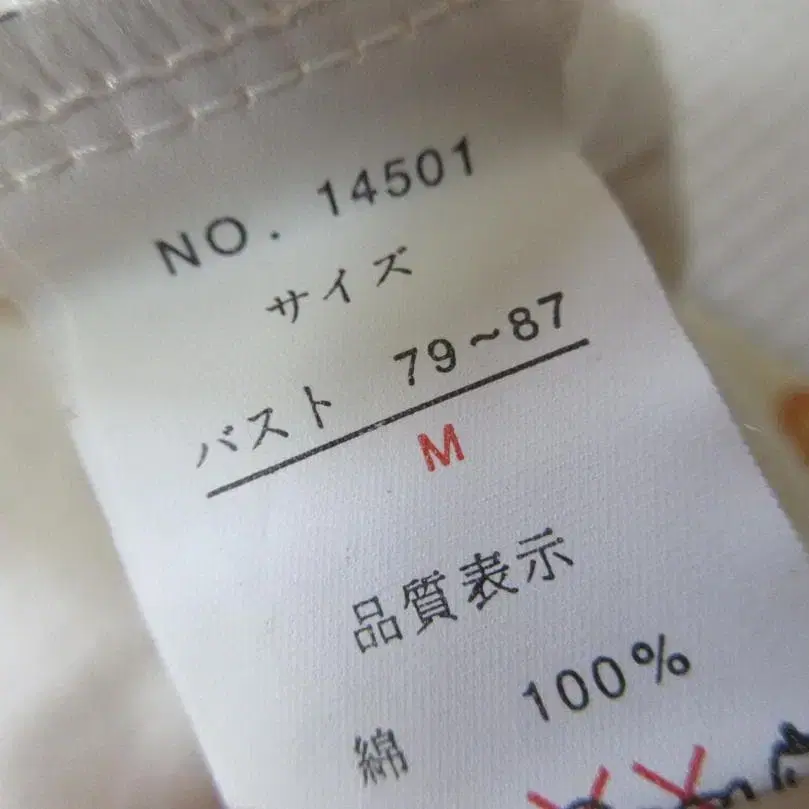 NO. 14501
サイズ
バスト 79~87
M
品質表示
綿 100%